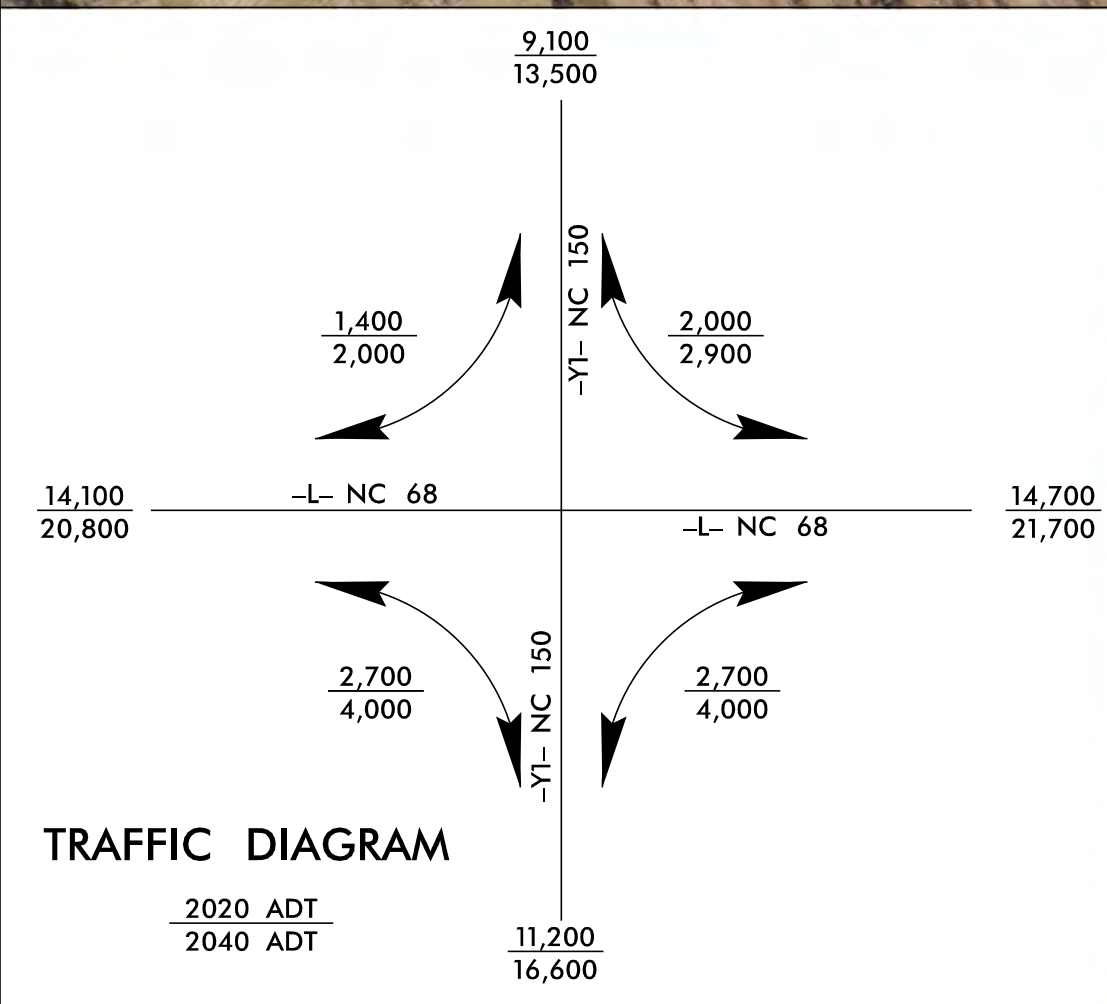 9,100
13,500
-Y1- NC 150
1,400
2,000
2,000
2,900
14,100
20,800
-L- NC 68
-L- NC 68
14,700
21,700
2,700
4,000
-Y1- NC 150
2,700
4,000
TRAFFIC DIAGRAM
2020 ADT
2040 ADT
11,200
16,600